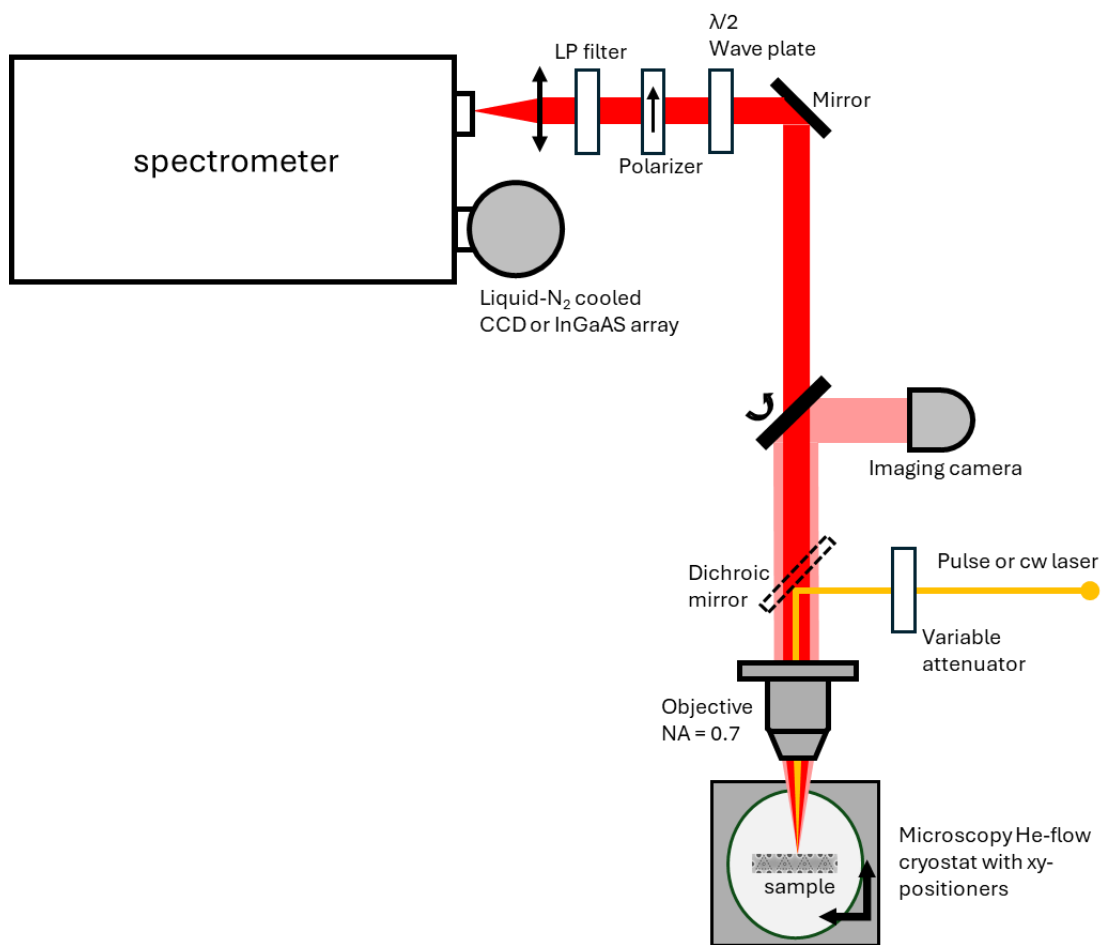 λ/2
Wave plate
LP filter
Mirror
spectrometer
Polarizer
Liquid-N₂ cooled
CCD or InGaAS array
Imaging camera
Pulse or cw laser
Dichroic
mirror
Variable
attenuator
Objective
NA = 0.7
Microscopy He-flow
cryostat with xy-
positioners
sample